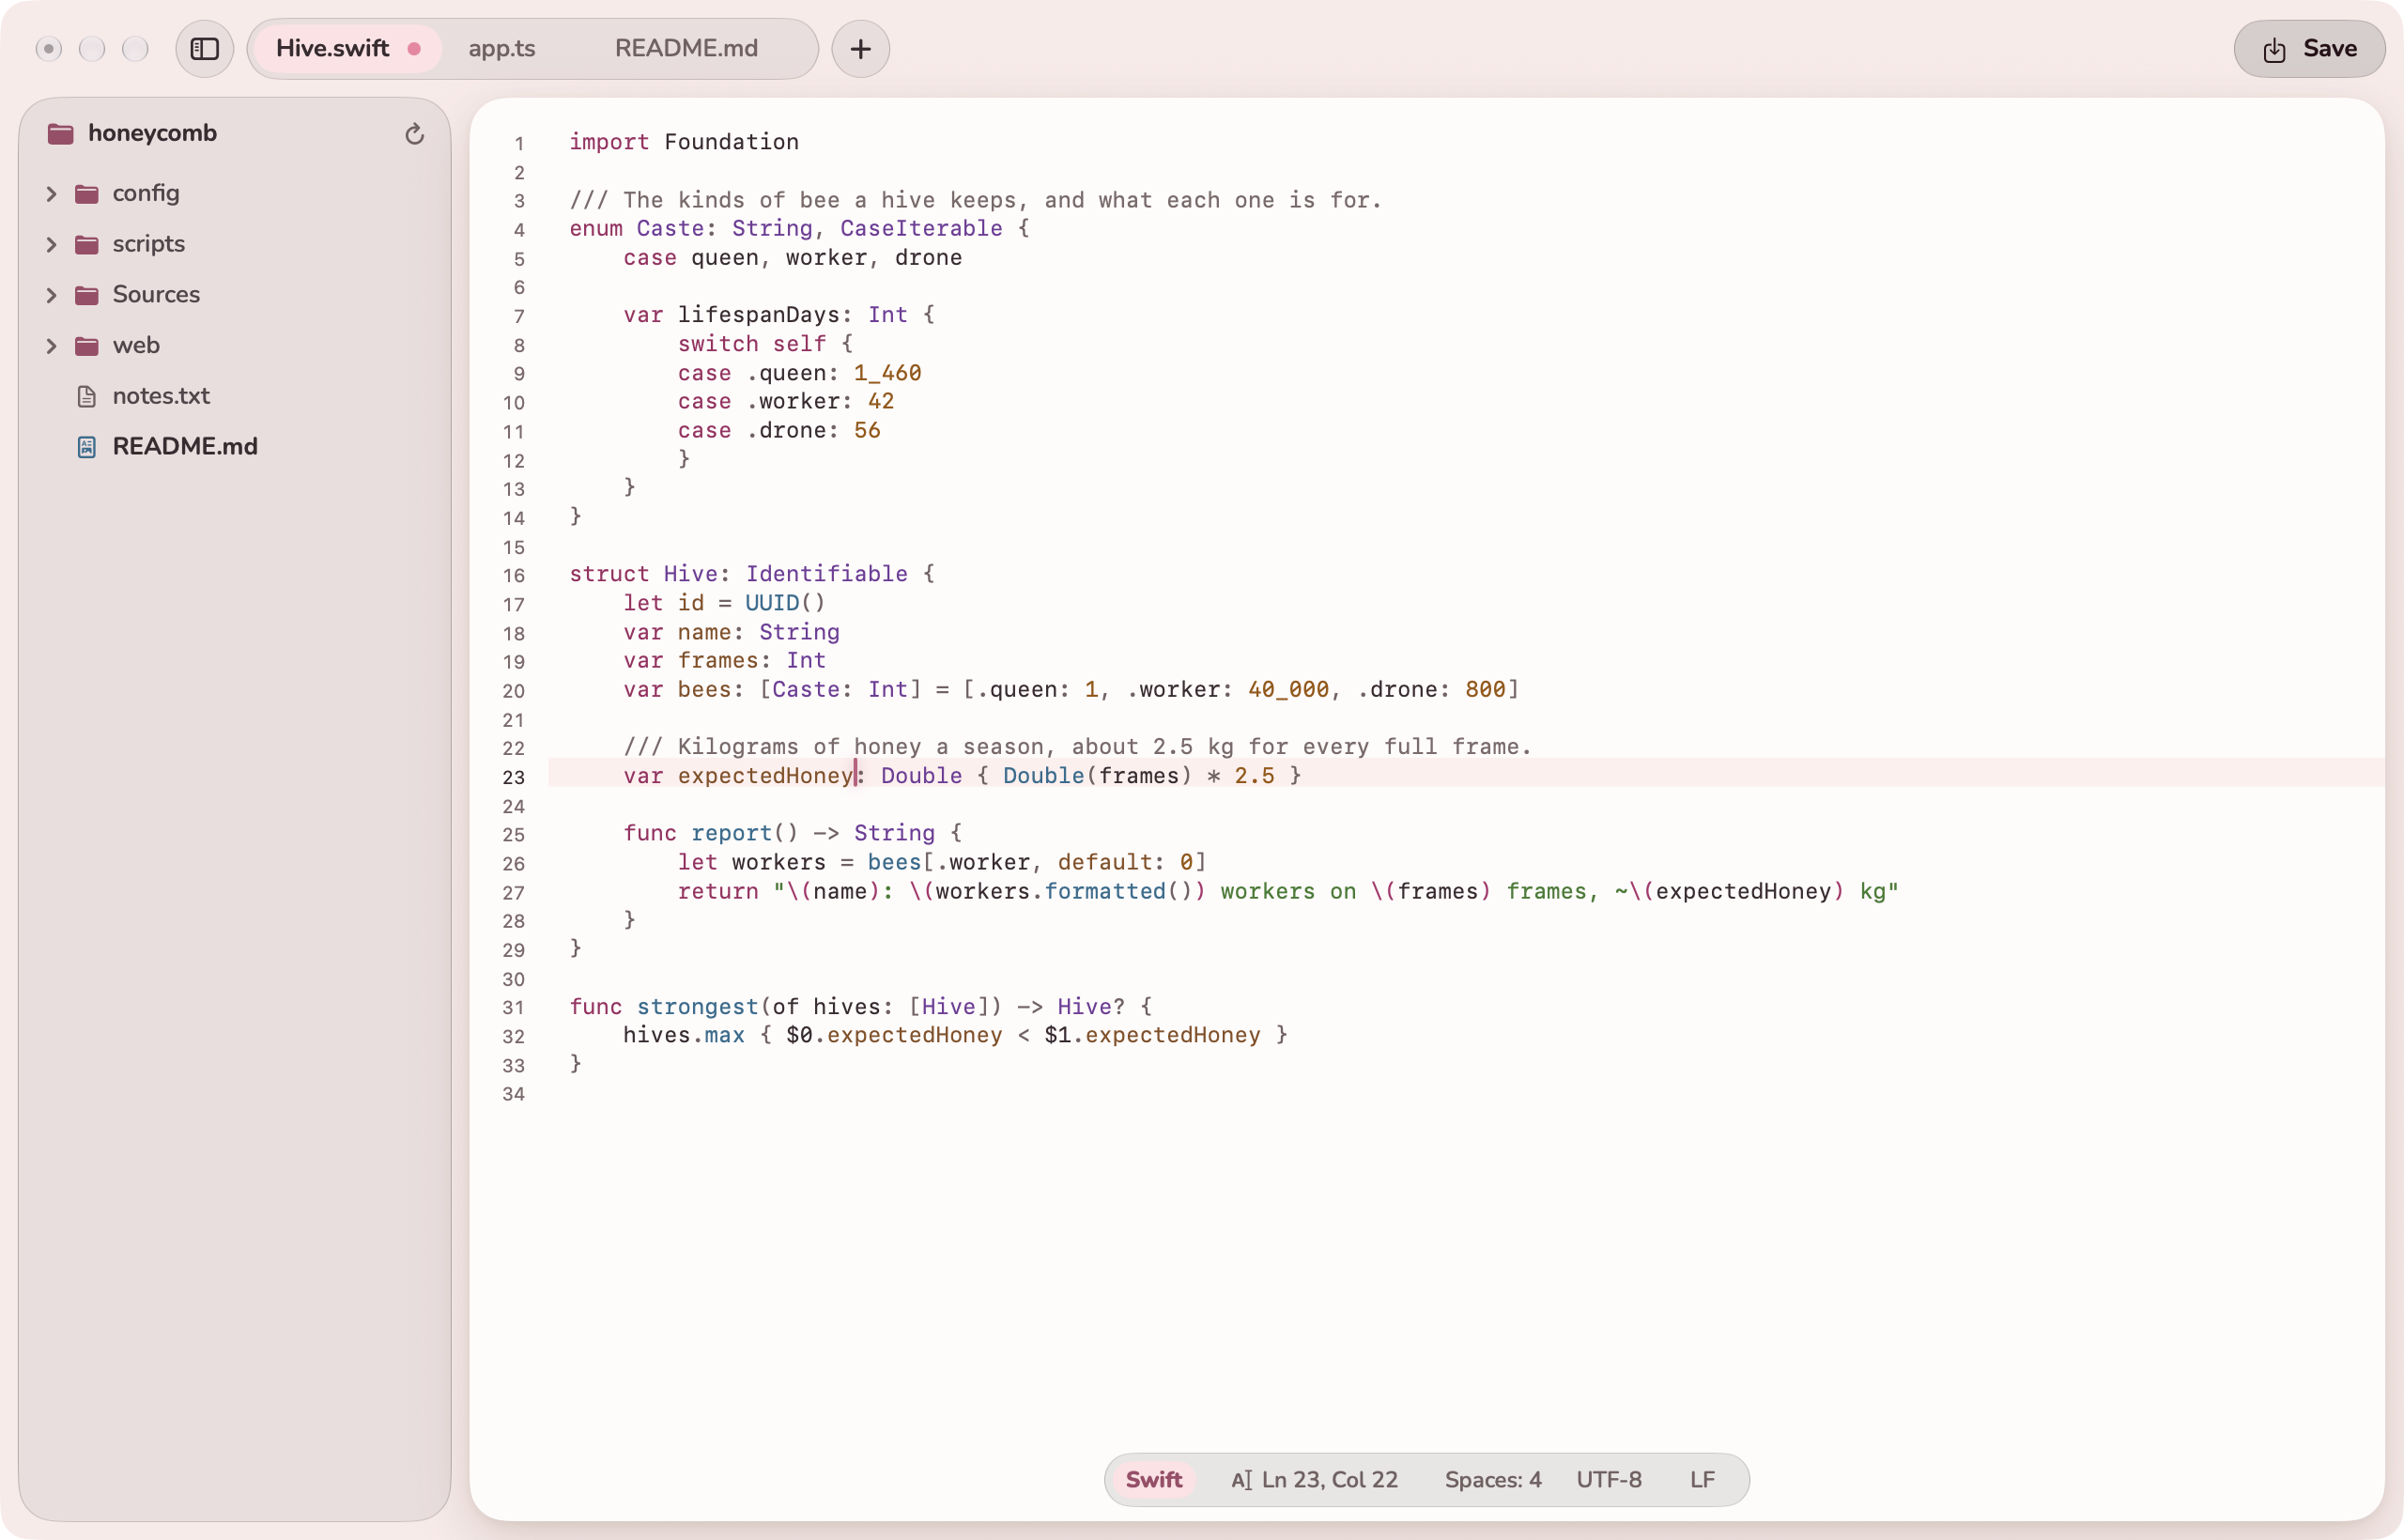 Hive.swift
app.ts
README.md
Save
honeycomb
config
scripts
Sources
web
notes.txt
README.md
1 import Foundation
2
3 /// The kinds of bee a hive keeps, and what each one is for.
4 enum Caste: String, CaseIterable {
5     case queen, worker, drone
6
7     var lifespanDays: Int {
8         switch self {
9         case .queen: 1_460
10         case .worker: 42
11         case .drone: 56
12         }
13     }
14 }
15
16 struct Hive: Identifiable {
17     let id = UUID()
18     var name: String
19     var frames: Int
20     var bees: [Caste: Int] = [.queen: 1, .worker: 40_000, .drone: 800]
21
22     /// Kilograms of honey a season, about 2.5 kg for every full frame.
23     var expectedHoney: Double { Double(frames) * 2.5 }
24
25     func report() -> String {
26         let workers = bees[.worker, default: 0]
27         return "\(name): \(workers.formatted()) workers on \(frames) frames, ~\(expectedHoney) kg"
28     }
29 }
30
31 func strongest(of hives: [Hive]) -> Hive? {
32     hives.max { $0.expectedHoney < $1.expectedHoney }
33 }
34
Swift
Ln 23, Col 22
Spaces: 4
UTF-8
LF